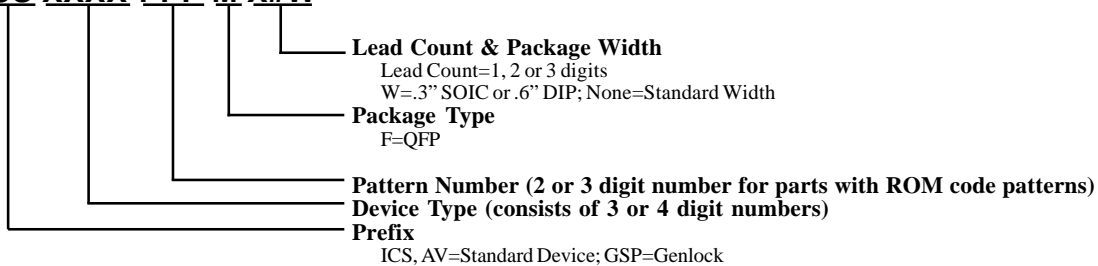 Lead Count & Package Width
Lead Count=1, 2 or 3 digits
W=.3” SOIC or .6” DIP; None=Standard Width
Package Type
F=QFP
Pattern Number (2 or 3 digit number for parts with ROM code patterns)
Device Type (consists of 3 or 4 digit numbers)
Prefix
ICS, AV=Standard Device; GSP=Genlock